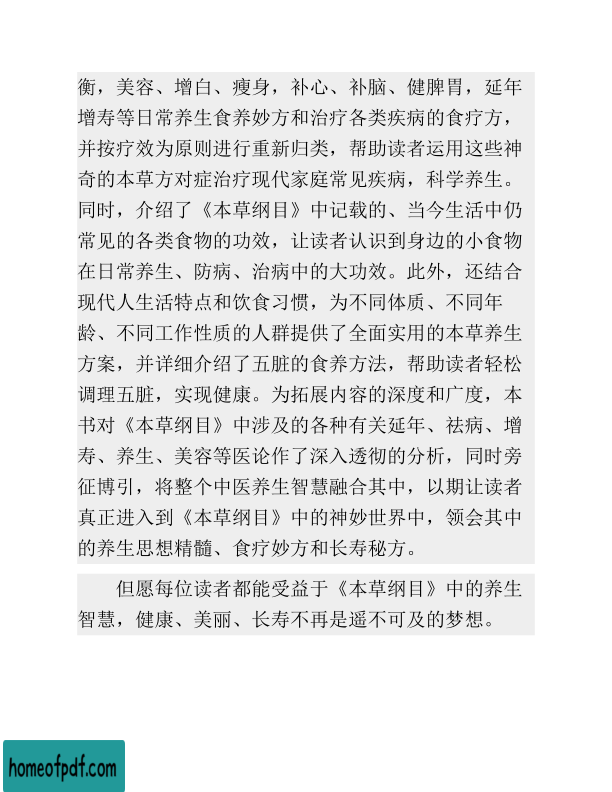 衡，美容、增白、瘦身，补心、补脑、健脾胃，延年
增寿等日常养生食养妙方和治疗各类疾病的食疗方，
并按疗效为原则进行重新归类，帮助读者运用这些神
奇的本草方对症治疗现代家庭常见疾病，科学养生。
同时，介绍了《本草纲目》中记载的、当今生活中仍
常见的各类食物的功效，让读者认识到身边的小食物
在日常养生、防病、治病中的大功效。此外，还结合
现代人生活特点和饮食习惯，为不同体质、不同年
龄、不同工作性质的人群提供了全面实用的本草养生
方案，并详细介绍了五脏的食养方法，帮助读者轻松
调理五脏，实现健康。为拓展内容的深度和广度，本
书对《本草纲目》中涉及的各种有关延年、祛病、增
寿、养生、美容等医论作了深入透彻的分析，同时旁
征博引，将整个中医养生智慧融合其中，以期让读者
真正进入到《本草纲目》中的神妙世界中，领会其中
的养生思想精髓、食疗妙方和长寿秘方。
但愿每位读者都能受益于《本草纲目》中的养生
智慧，健康、美丽、长寿不再是遥不可及的梦想。
homeofpdf.com